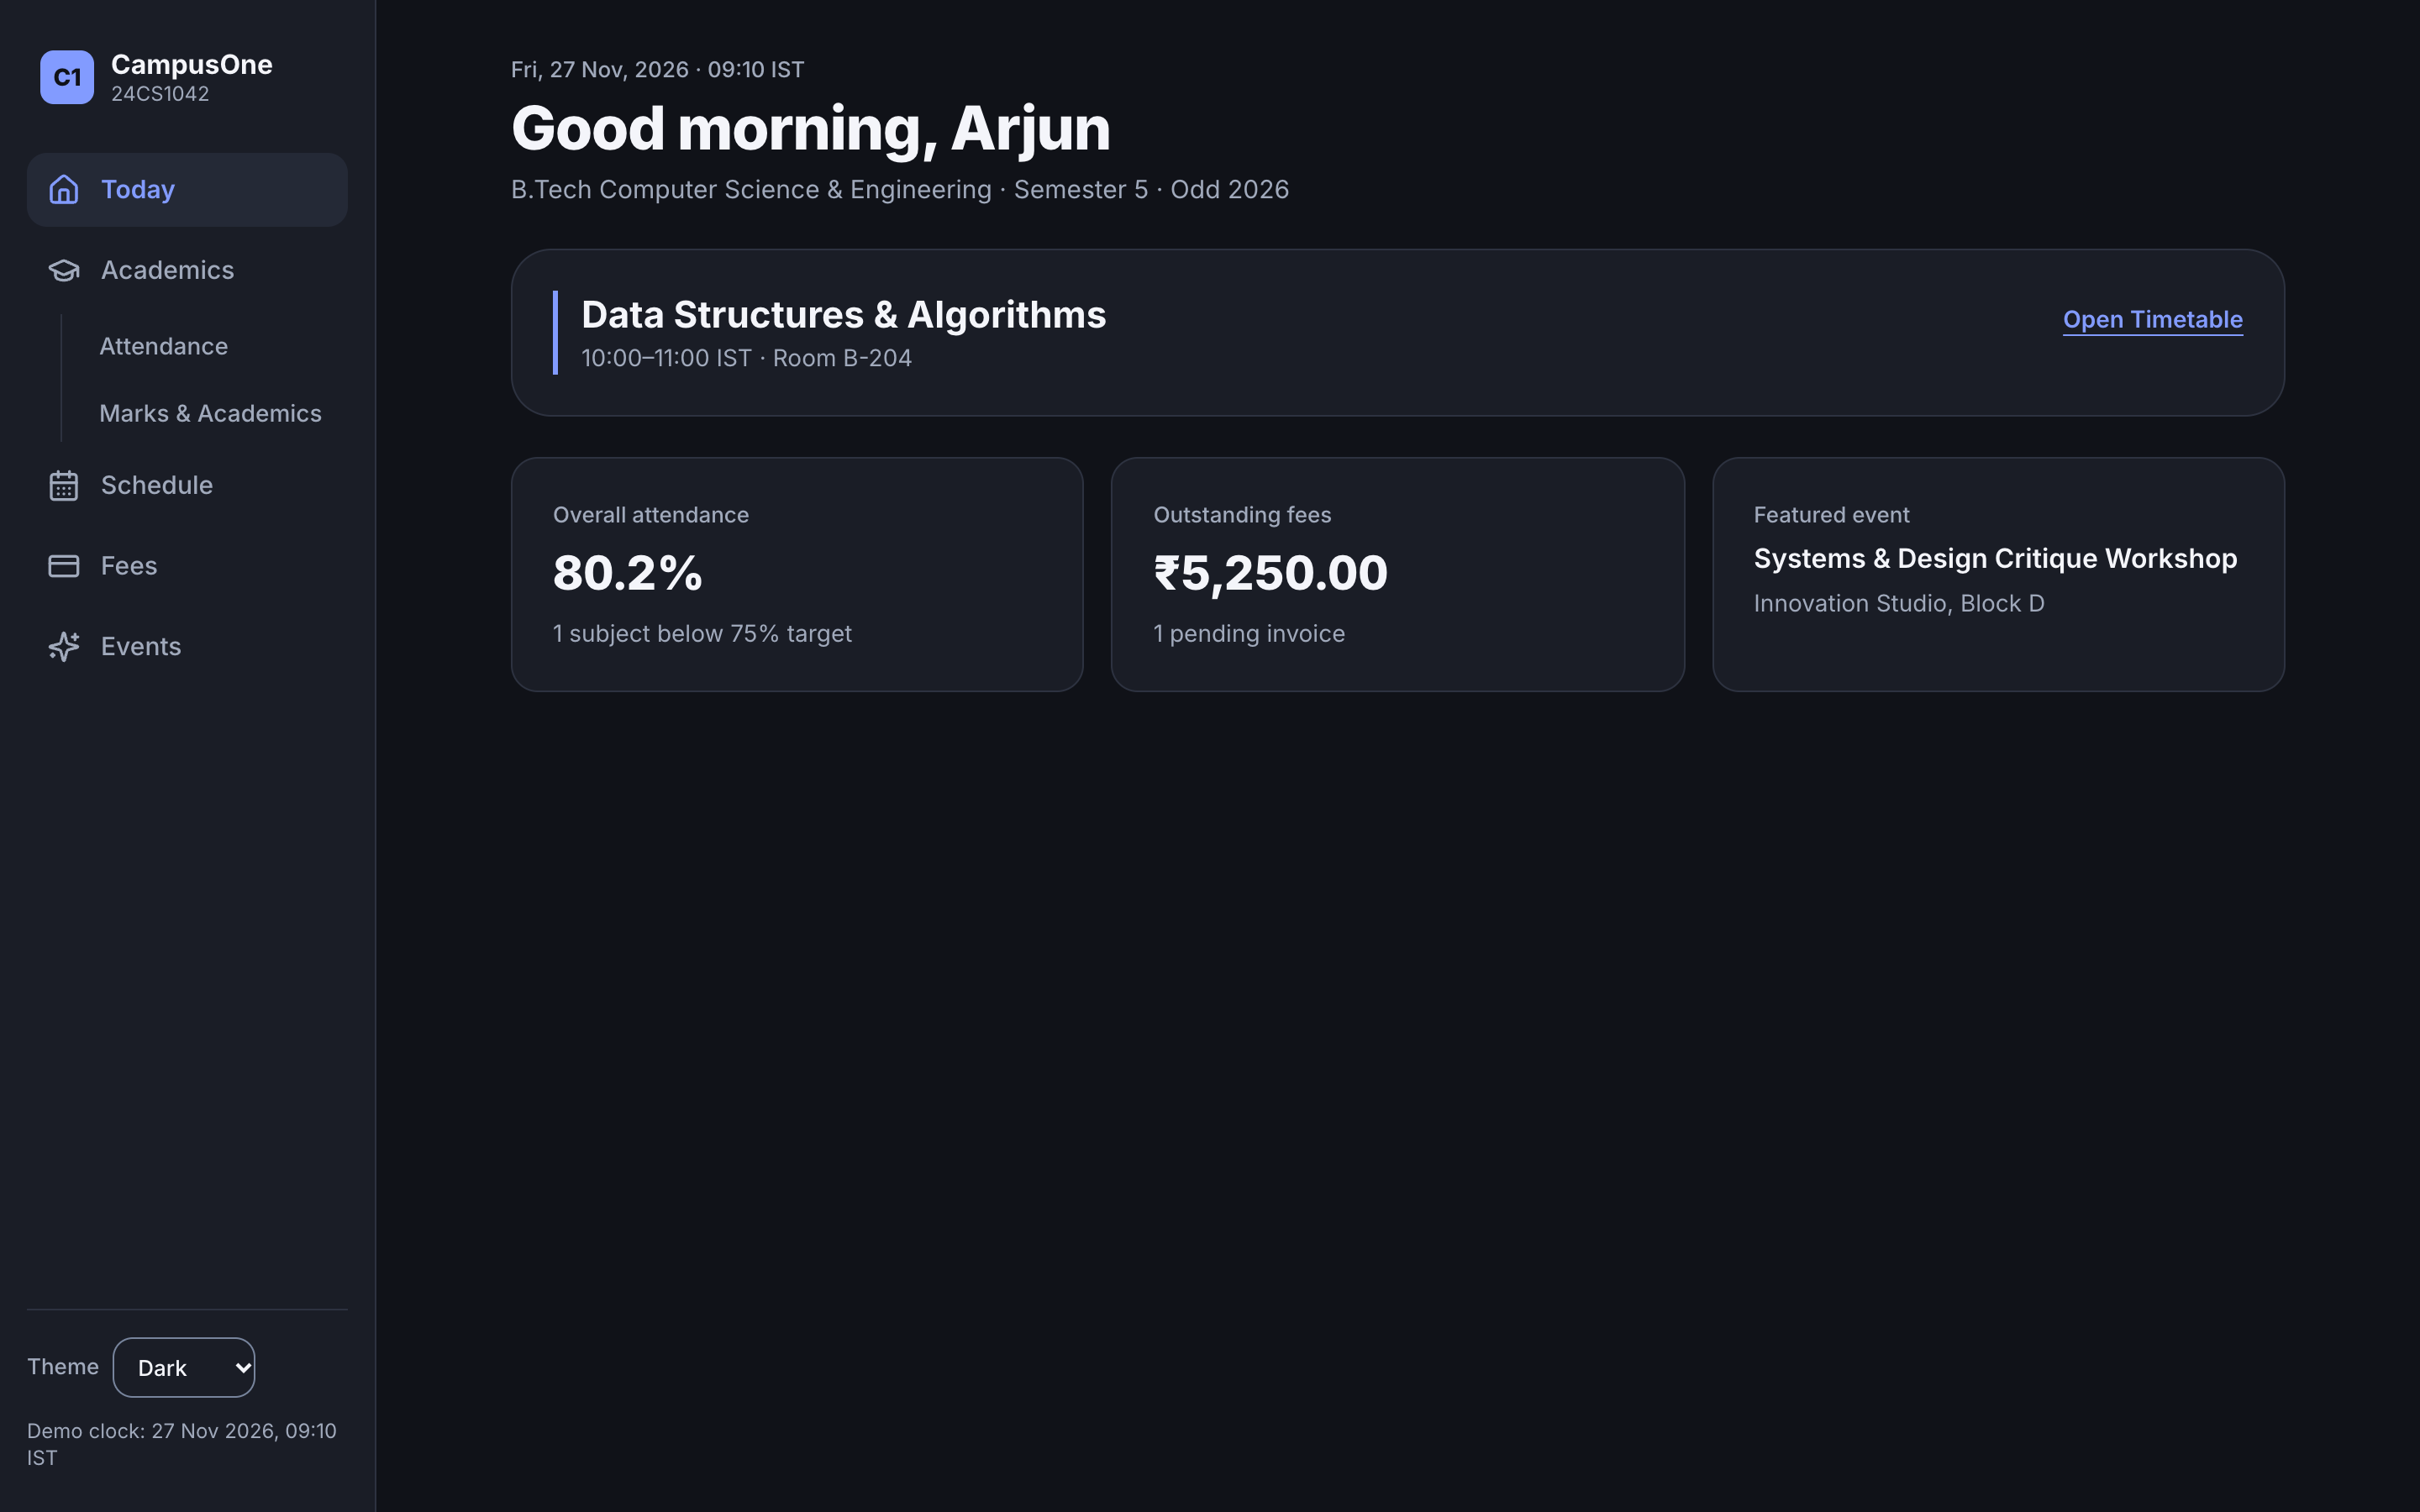 C1
CampusOne
24CS1042
Today
Academics
Attendance
Marks & Academics
Schedule
Fees
Events
Theme
Dark
Demo clock: 27 Nov 2026, 09:10
IST
Fri, 27 Nov, 2026 · 09:10 IST
Good morning, Arjun
B.Tech Computer Science & Engineering · Semester 5 · Odd 2026
Data Structures & Algorithms
10:00–11:00 IST · Room B-204
Open Timetable
Overall attendance
80.2%
1 subject below 75% target
Outstanding fees
₹5,250.00
1 pending invoice
Featured event
Systems & Design Critique Workshop
Innovation Studio, Block D